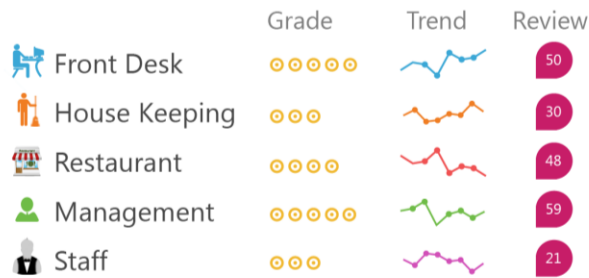 Grade Trend Review
Front Desk 50
House Keeping 30
Restaurant 48
Management 59
Staff 21